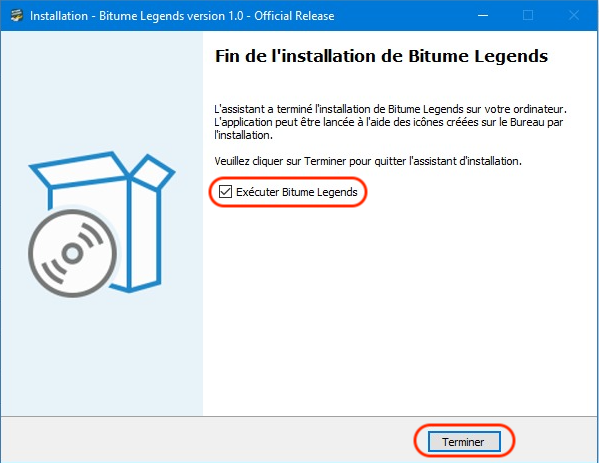 Installation - Bitume Legends version 1.0 - Official Release
Fin de l'installation de Bitume Legends
L'assistant a terminé l'installation de Bitume Legends sur votre ordinateur.
L'application peut être lancée à l'aide des icônes créées sur le Bureau par
l'installation.
Veuillez cliquer sur Terminer pour quitter l'assistant d'installation.
Exécuter Bitume Legends
Terminer